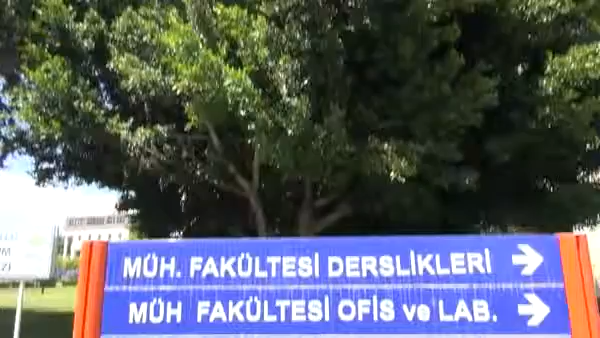 MÜH. FAKÜLTESİ DERSLİKLERİ →
MÜH FAKÜLTESİ OFİS ve LAB. →